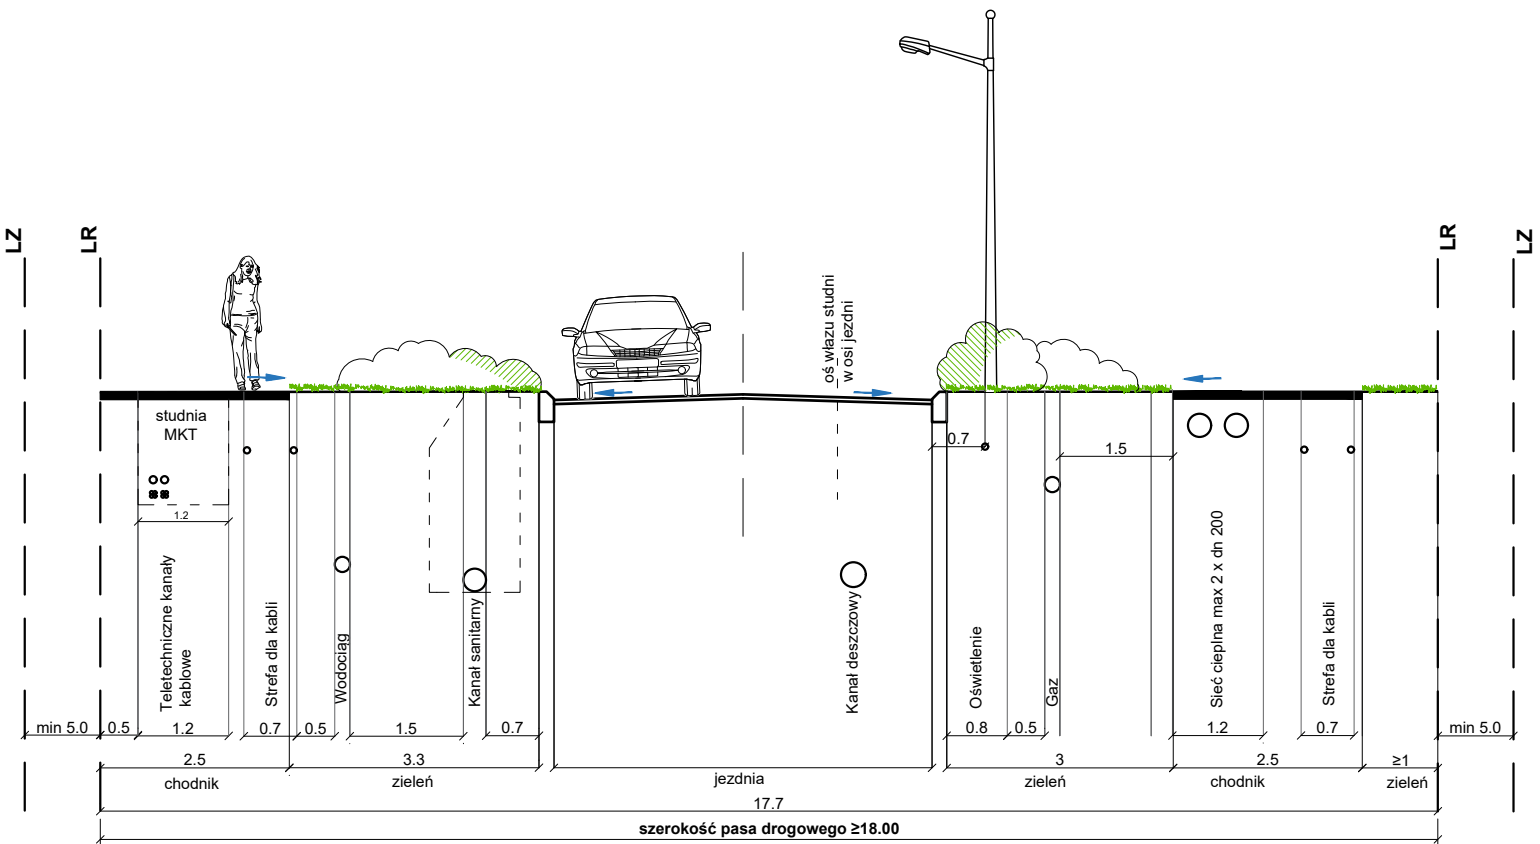 LZ
LR
LR
LZ
oś włazu studni
w osi jezdni
studnia
MKT
1.2
0.7
1.5
Teletechniczne kanały
kablowe
Strefa dla kabli
Wodociąg
Kanał sanitarny
Kanał deszczowy
Oświetlenie
Gaz
Sieć cieplna max 2 x dn 200
Strefa dla kabli
min 5.0
0.5
1.2
0.7
0.5
1.5
0.7
0.8
0.5
1.2
0.7
min 5.0
2.5
3.3
3
2.5
≥1
chodnik
zieleń
jezdnia
zieleń
chodnik
zieleń
17.7
szerokość pasa drogowego ≥18.00